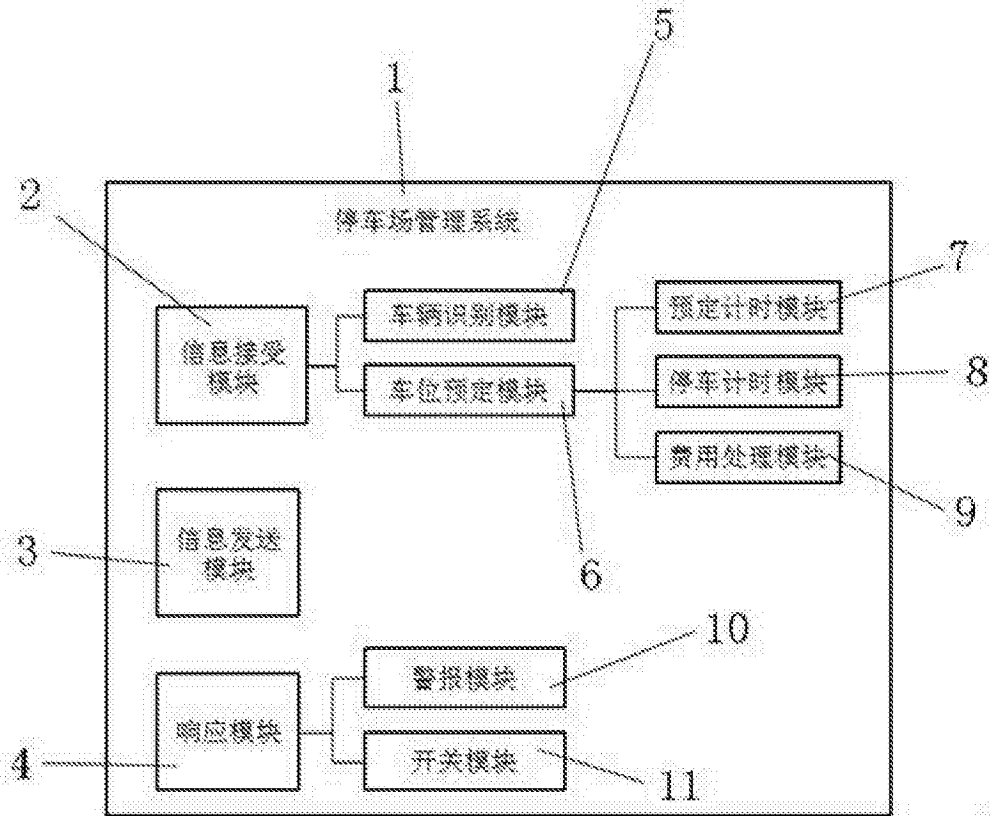 5
1
2
停车场管理系统
7
车辆识别模块
预定计时模块
信息接受
模块
车位预定模块
停车计时模块
8
费用处理模块
9
3
信息发送
模块
6
10
警报模块
响应模块
4
开关模块
11